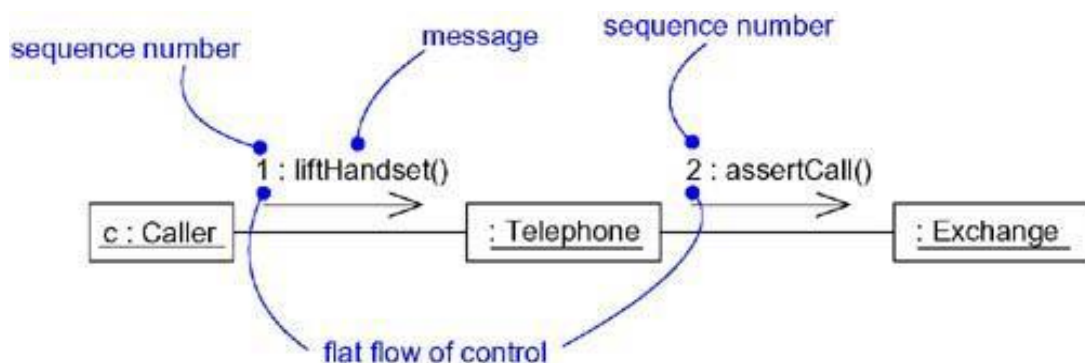 sequence number
message
sequence number
1 : liftHandset()
2 : assertCall()
c : Caller
: Telephone
: Exchange
flat flow of control